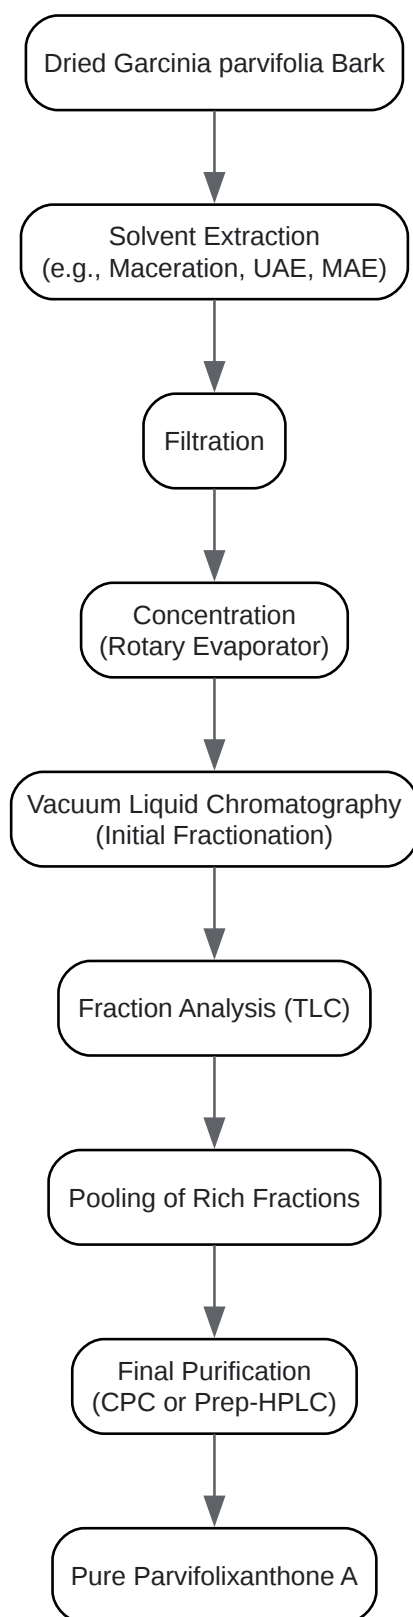 Dried Garcinia parvifolia Bark
Solvent Extraction
(e.g., Maceration, UAE, MAE)
Filtration
Concentration
(Rotary Evaporator)
Vacuum Liquid Chromatography
(Initial Fractionation)
Fraction Analysis (TLC)
Pooling of Rich Fractions
Final Purification
(CPC or Prep-HPLC)
Pure Parvifolixanthone A